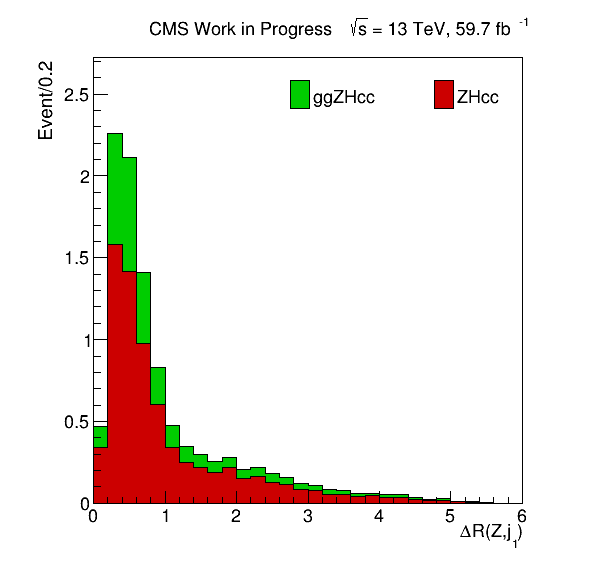 CMS Work in Progress √s = 13 TeV, 59.7 fb⁻¹
Event/0.2
ggZHcc ZHcc
2.5
2
1.5
1
0.5
0
0 1 2 3 4 5 6
ΔR(Z,j₁)